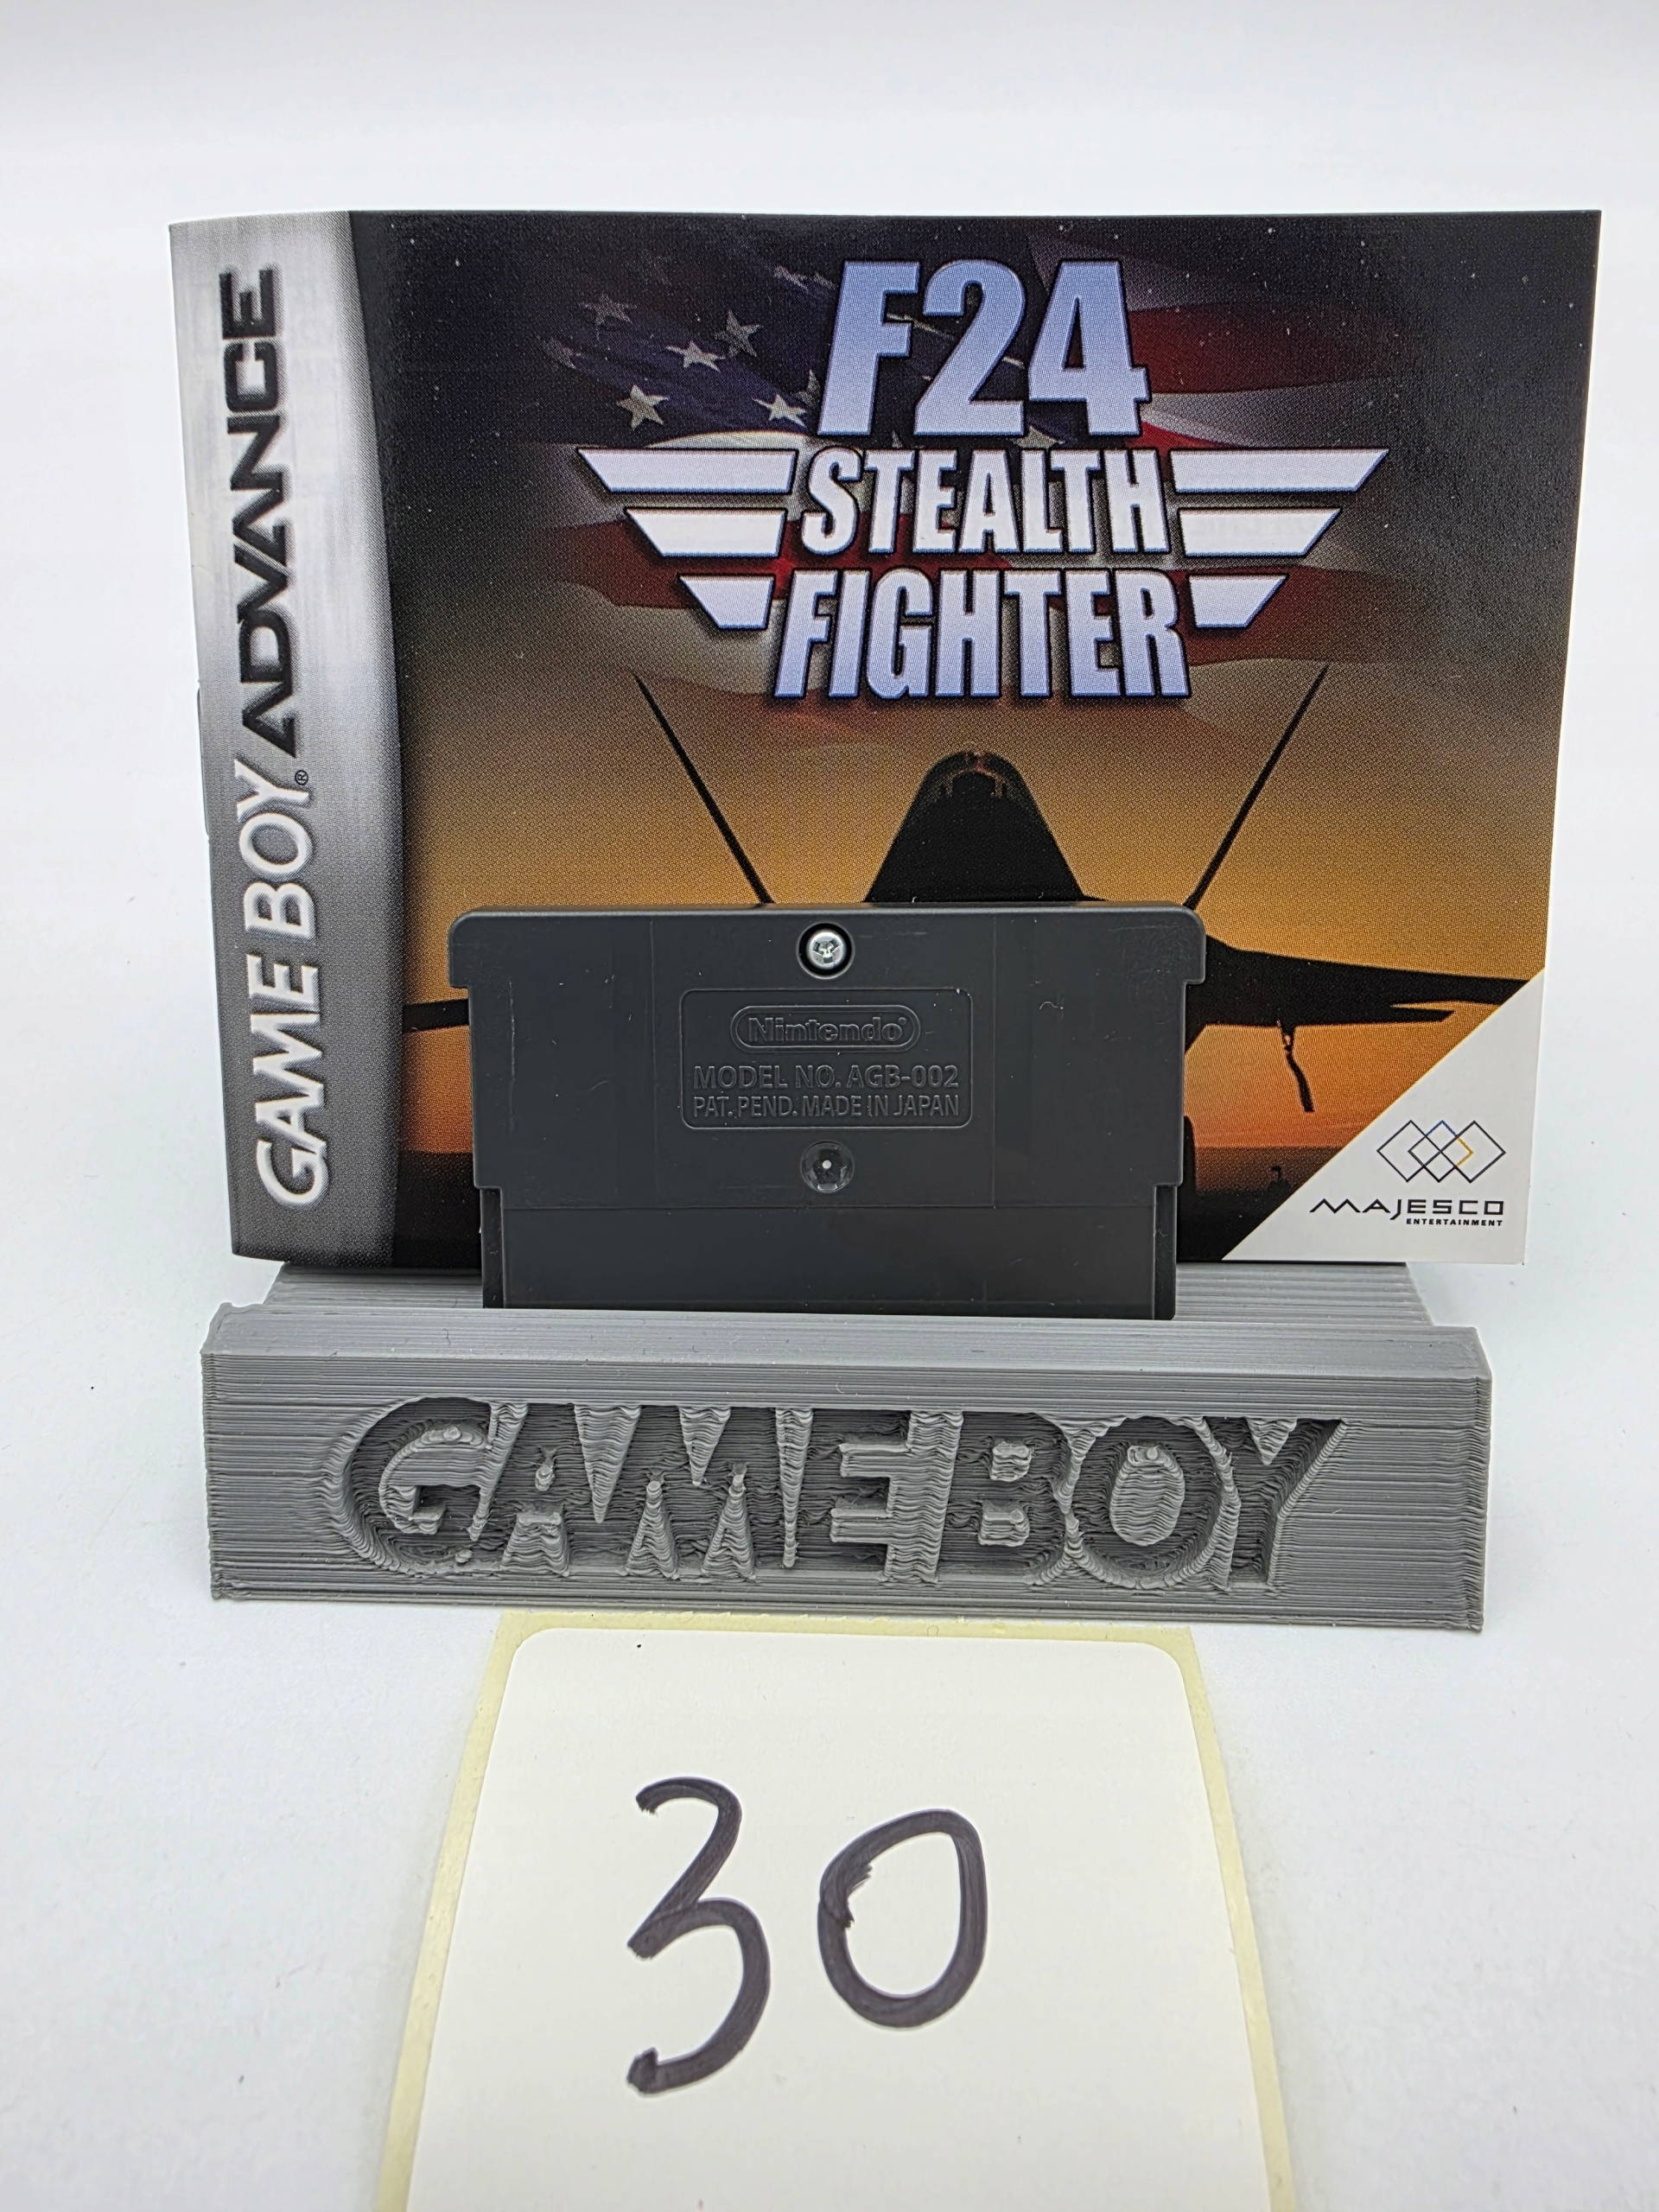 GAME BOY ADVANCE
®
F24
STEALTH
FIGHTER
Nintendo®
MODEL NO. AGB-002
PAT. PEND. MADE IN JAPAN
MAJESCO
ENTERTAINMENT
GAMEBOY
30